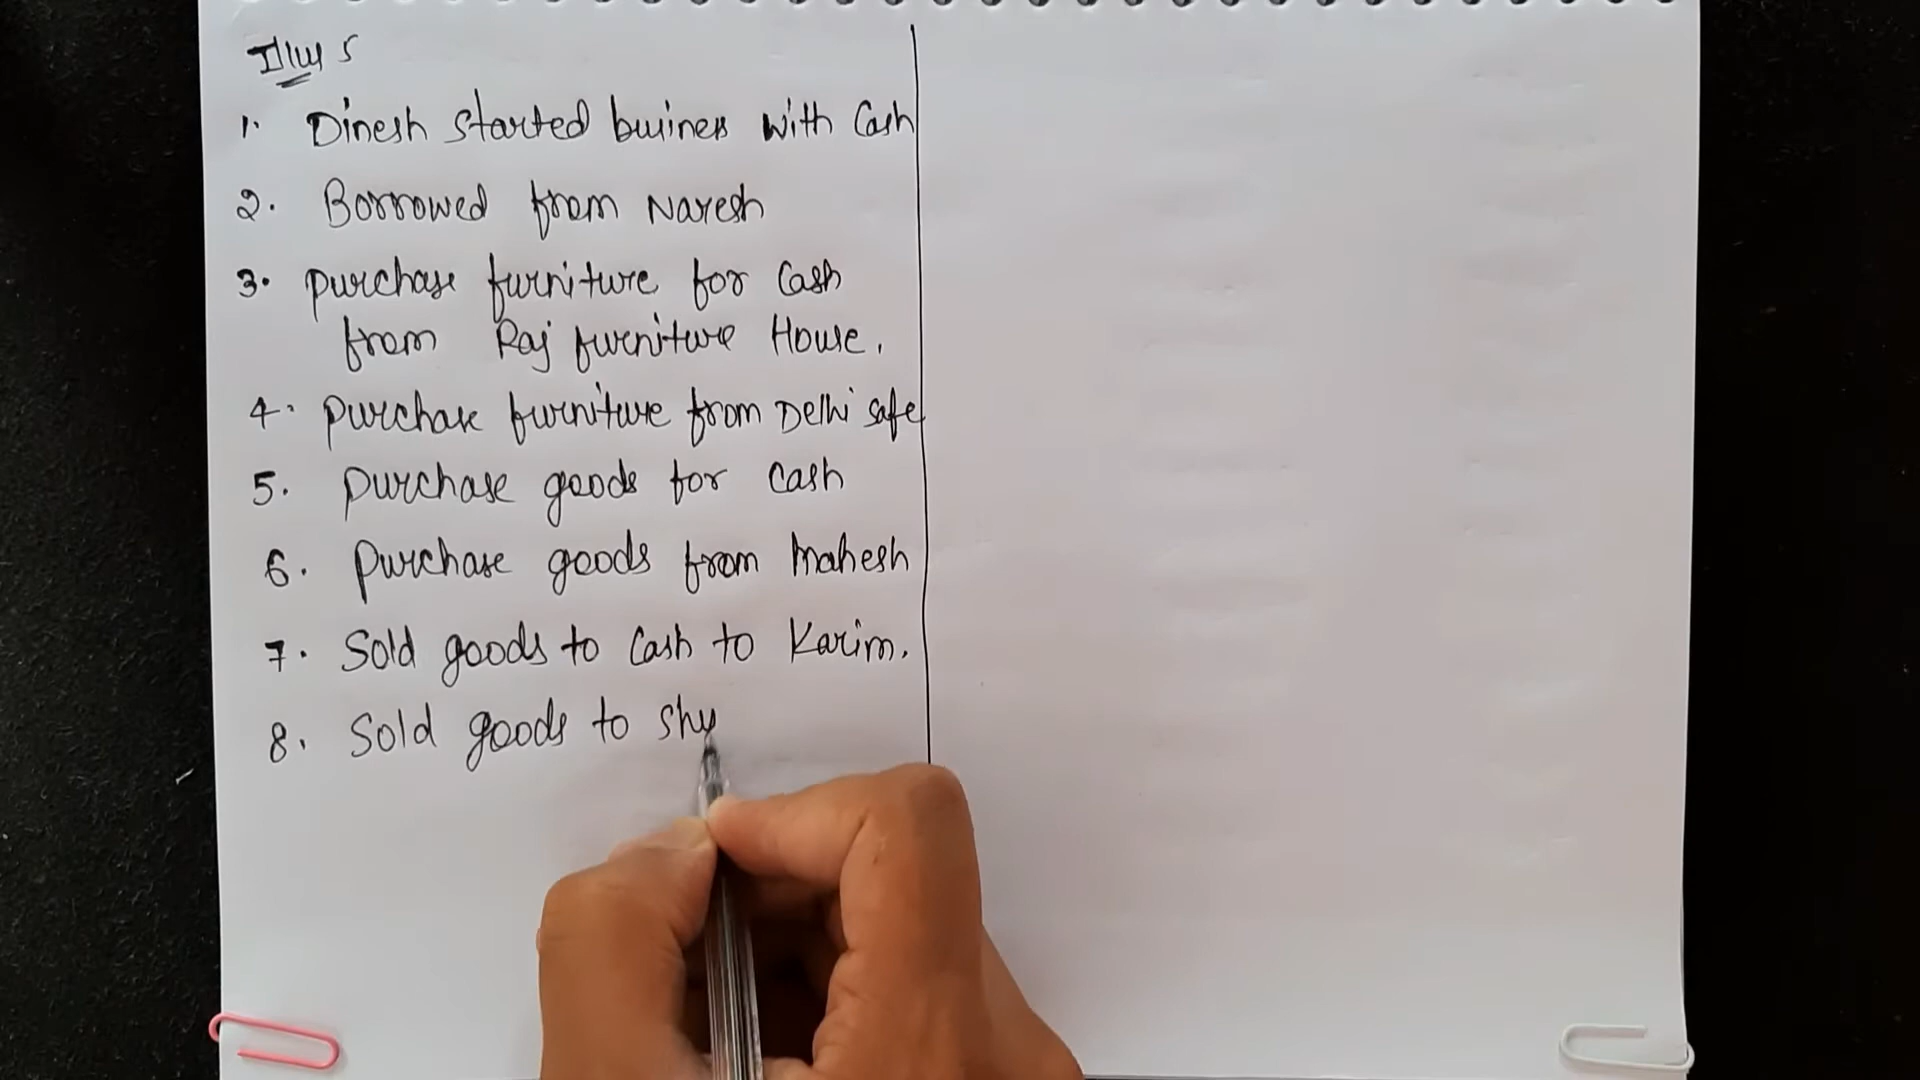 Illus 5
1. Dinesh started business with Cash
2. Borrowed from Naresh
3. purchase furniture for Cash
from Raj furniture House.
4. purchase furniture from Delhi safe
5. purchase goods for cash
6. purchase goods from Mahesh
7. Sold goods to Cash to Karim.
8. Sold goods to Shy